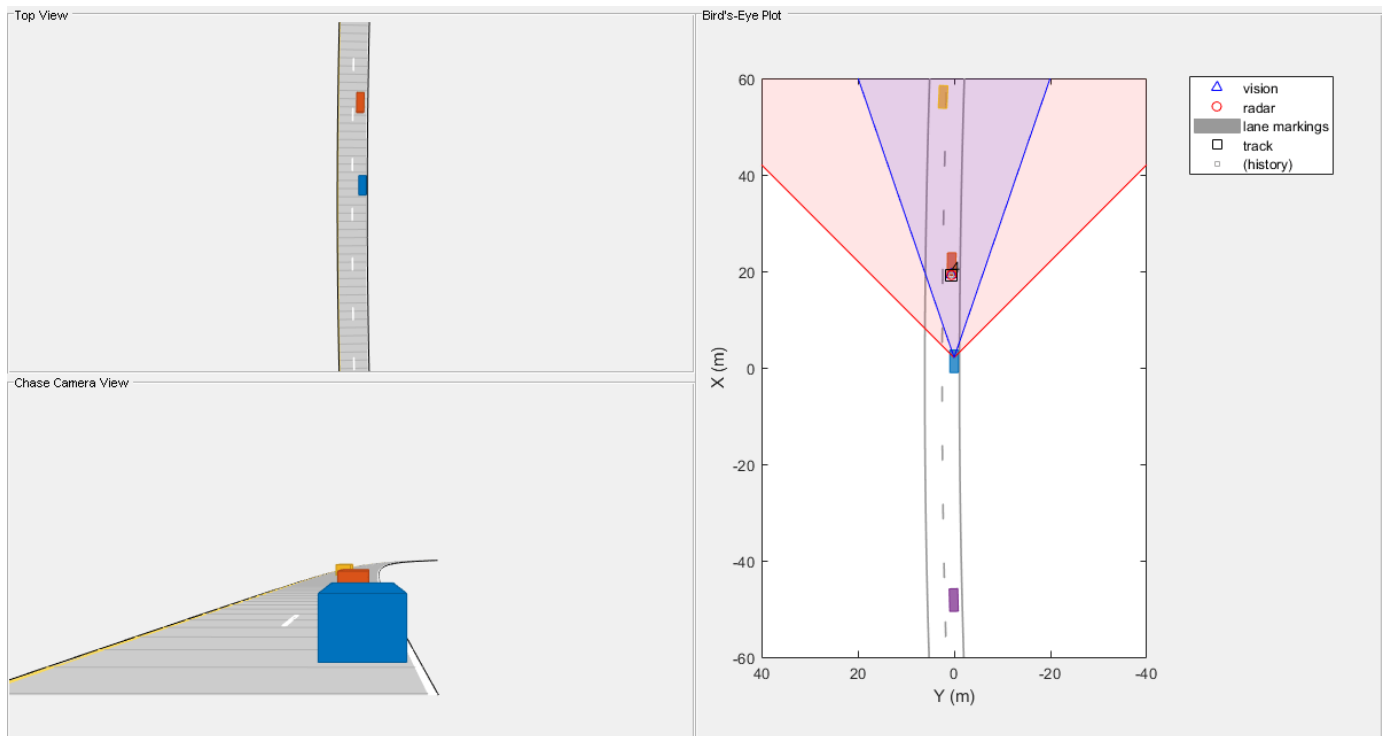 Top View
Chase Camera View
Bird's-Eye Plot
60
40
20
0
-20
-40
-60
X (m)
40
20
0
-20
-40
Y (m)
vision
radar
lane markings
track
(history)